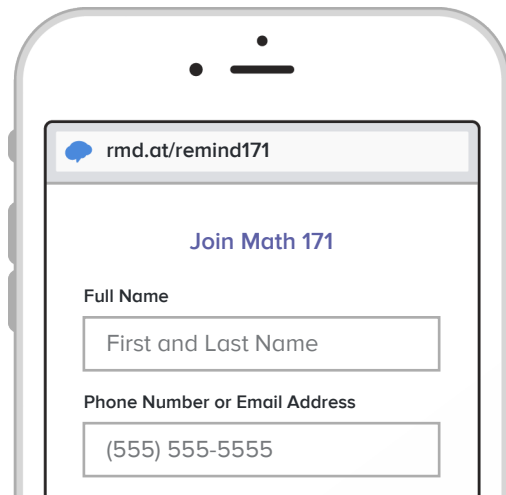 rmd.at/remind171
Join Math 171
Full Name
First and Last Name
Phone Number or Email Address
(555) 555-5555